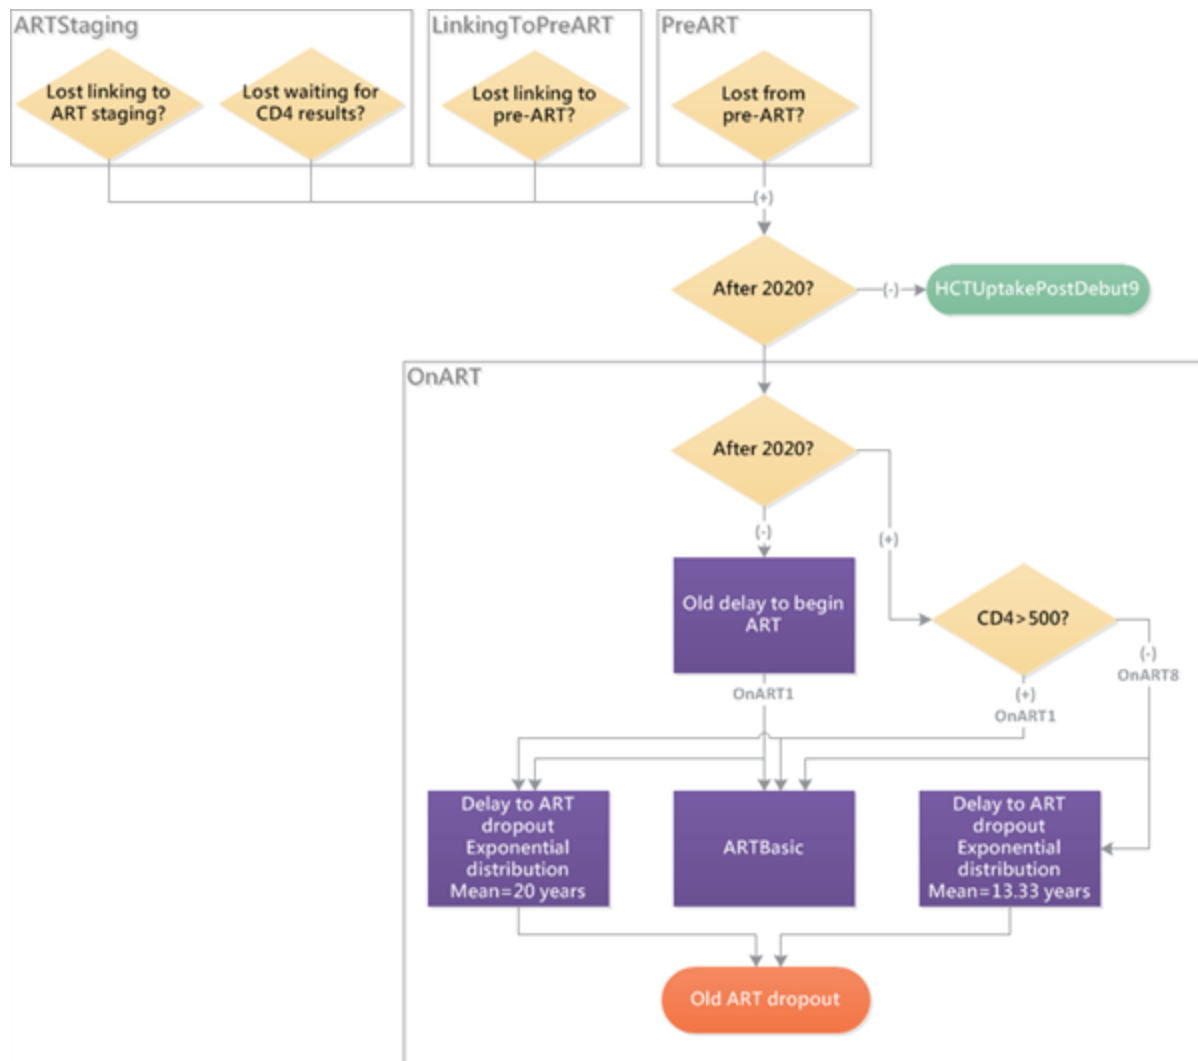 ARTStaging
LinkingToPreART
PreART
Lost linking to
ART staging?
Lost waiting for
CD4 results?
Lost linking to
pre-ART?
Lost from
pre-ART?
(+)
After 2020?
(-)
HCTUptakePostDebut9
OnART
After 2020?
(-)
(+)
Old delay to begin
ART
CD4>500?
(-)
OnART8
OnART1
(+)
OnART1
Delay to ART
dropout
Exponential
distribution
Mean=20 years
ARTBasic
Delay to ART
dropout
Exponential
distribution
Mean=13.33 years
Old ART dropout